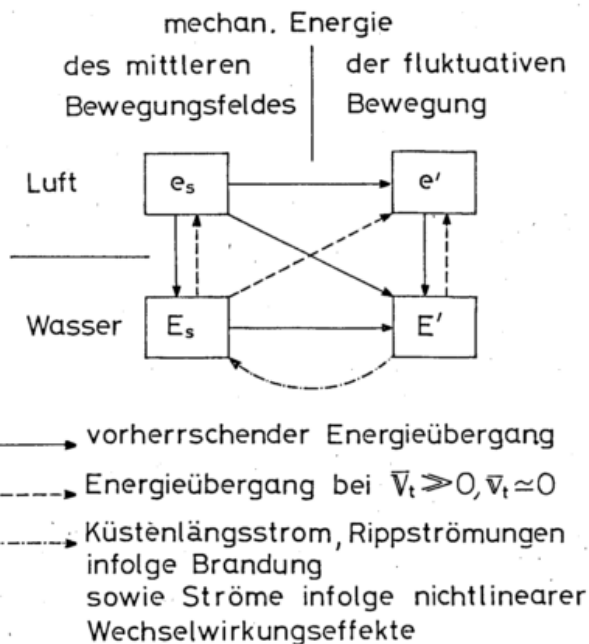 mechan. Energie
des mittleren
Bewegungsfeldes
der fluktuativen
Bewegung
Luft
eₛ
e′
Wasser
Eₛ
E′
vorherrschender Energieübergang
Energieübergang bei V̅ₜ≫0, v̅ₜ≃0
Küstenlängsstrom, Rippströmungen
infolge Brandung
sowie Ströme infolge nichtlinearer
Wechselwirkungseffekte